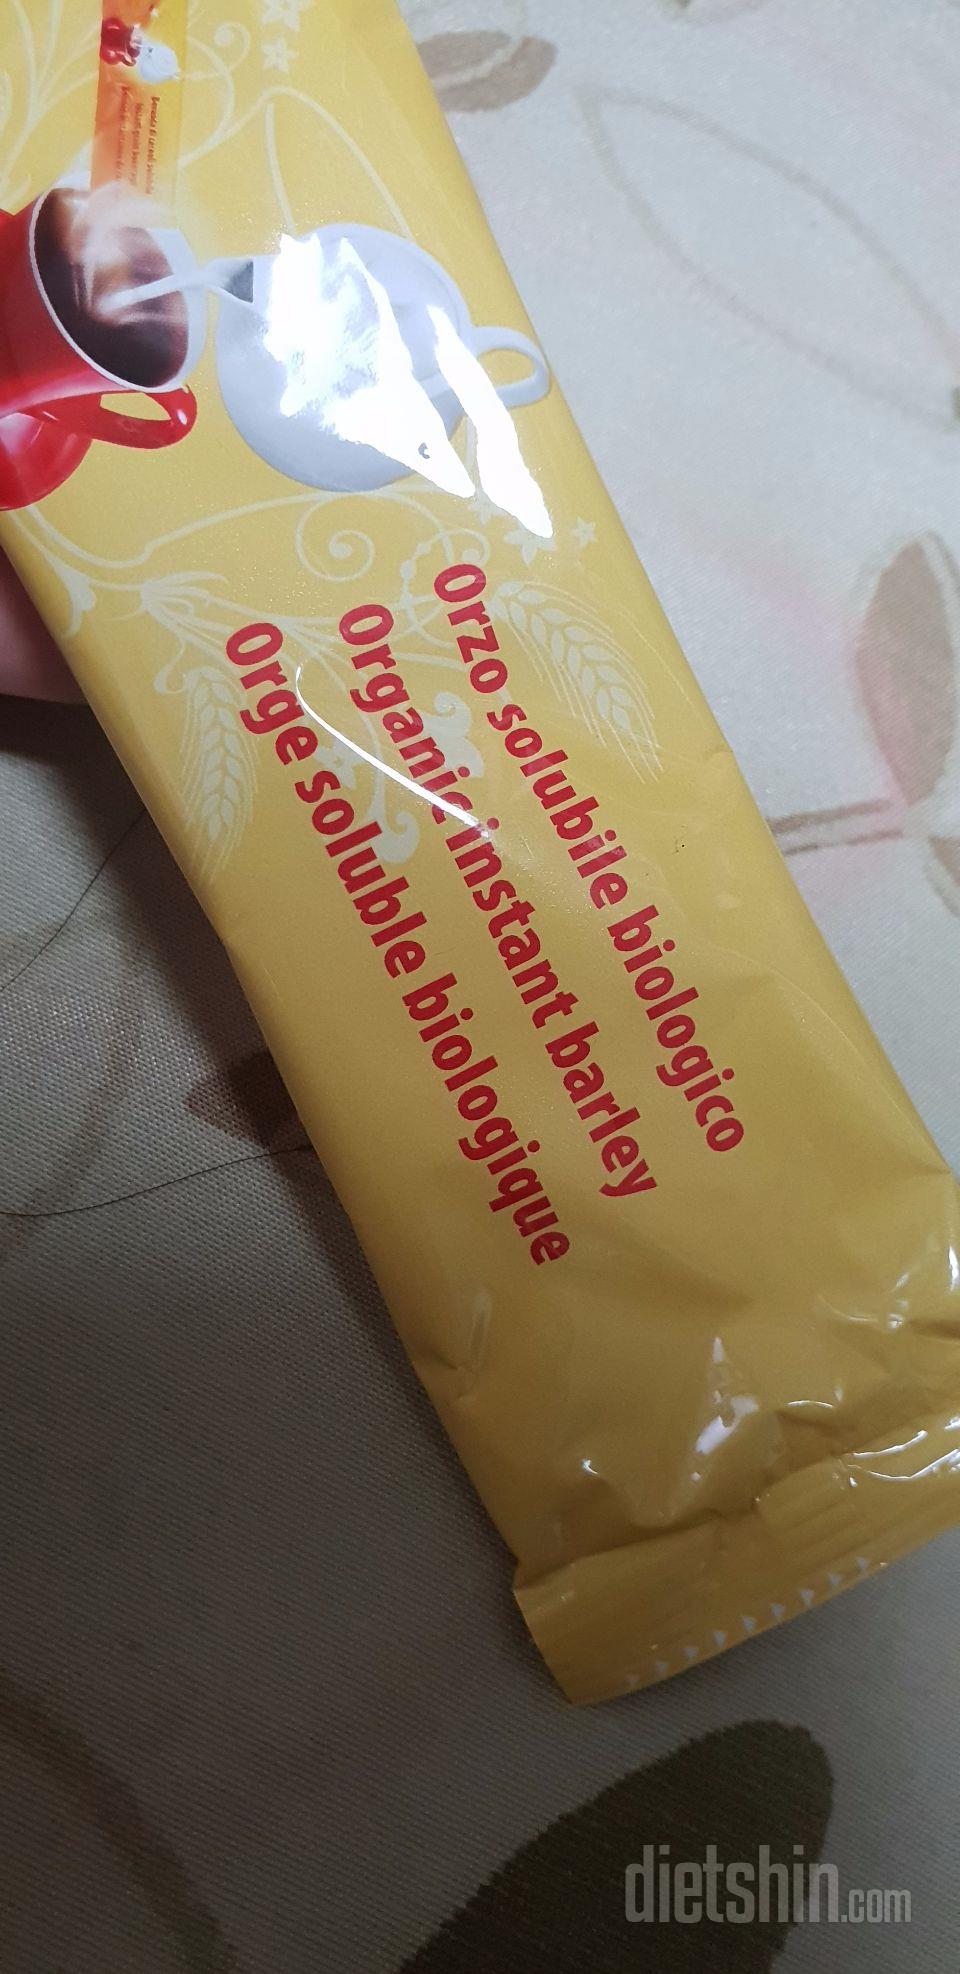 Orzo solubile biologico
Organic instant barley
Orge soluble biologique
dietshin.com